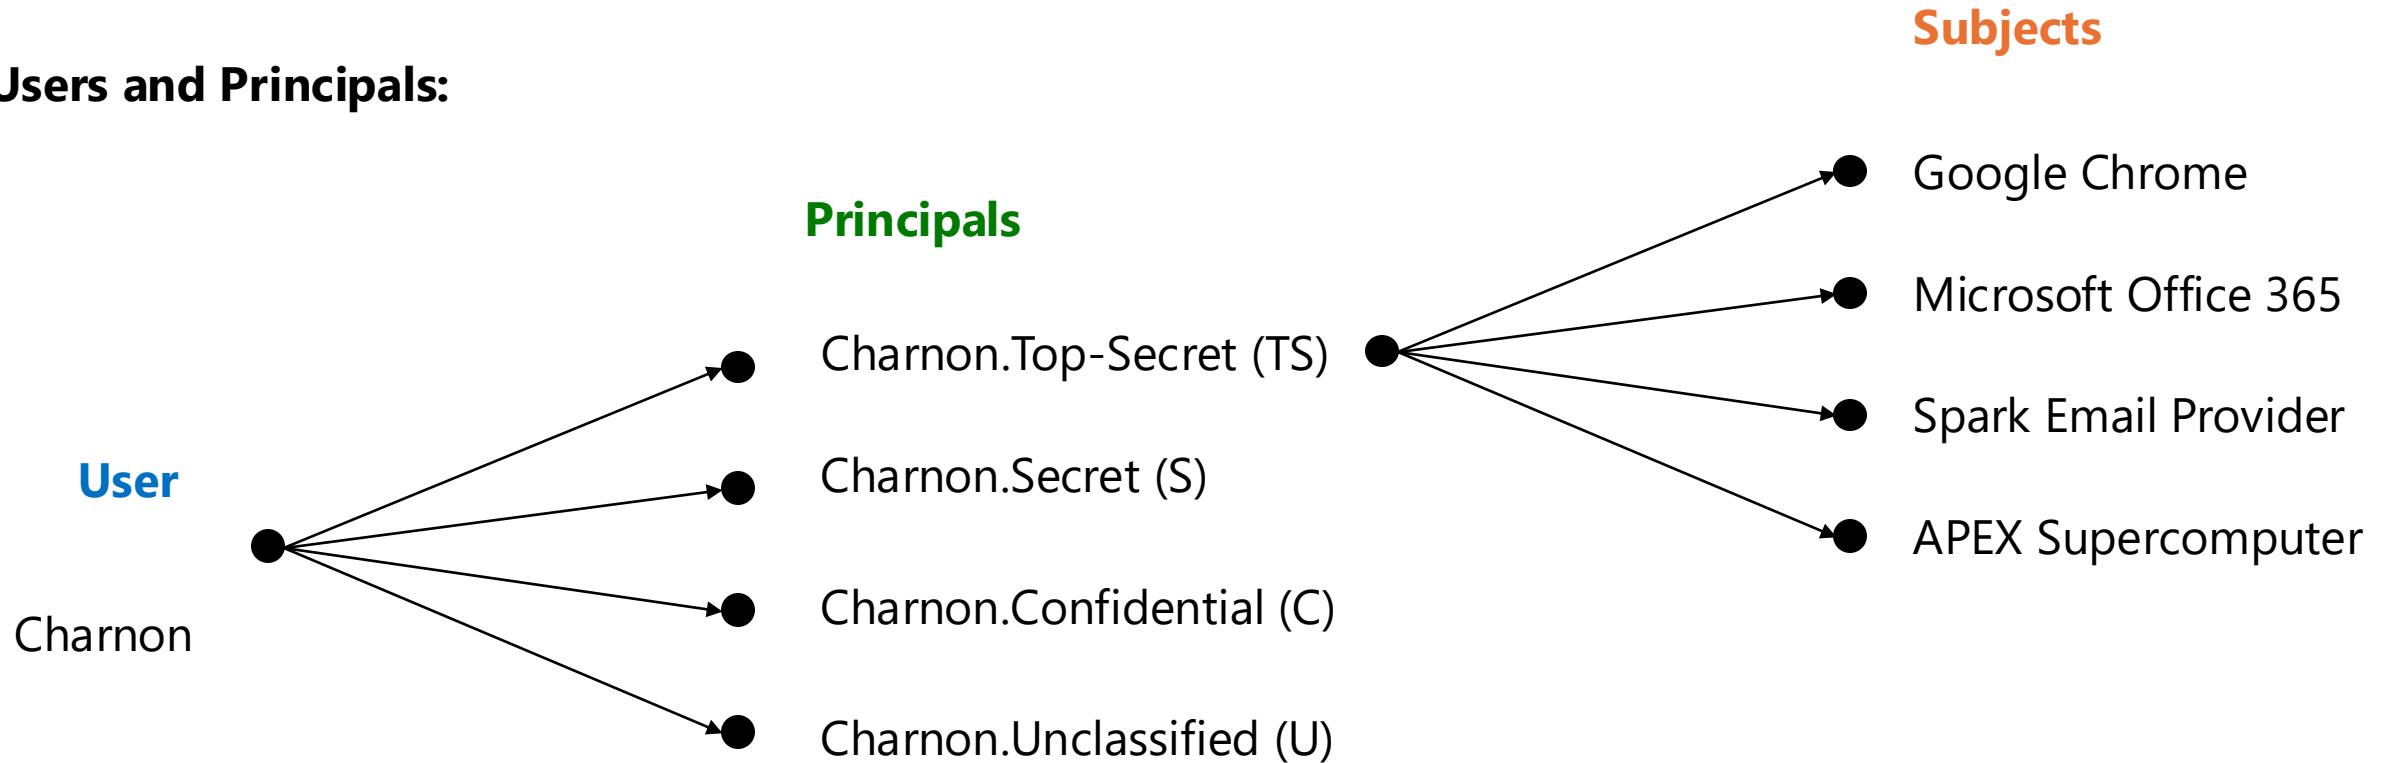 Users and Principals:
User
Charnon
Principals
Charnon.Top-Secret (TS)
Charnon.Secret (S)
Charnon.Confidential (C)
Charnon.Unclassified (U)
Subjects
Google Chrome
Microsoft Office 365
Spark Email Provider
APEX Supercomputer